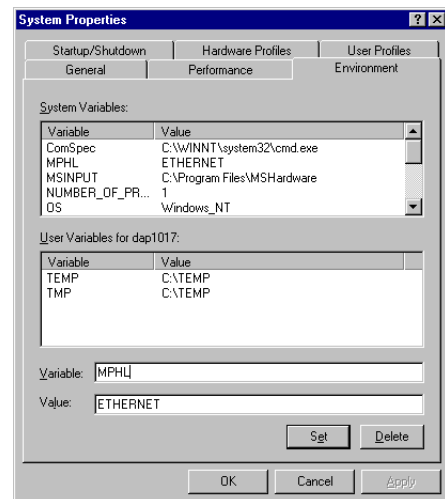 System Properties
Startup/Shutdown Hardware Profiles User Profiles
General Performance Environment
System Variables:
Variable Value
ComSpec C:\WINNT\system32\cmd.exe
MPHL ETHERNET
MSINPUT C:\Program Files\MSHardware
NUMBER_OF_PR... 1
OS Windows_NT
User Variables for dap1017:
Variable Value
TEMP C:\TEMP
TMP C:\TEMP
Variable: MPHL
Value: ETHERNET
Set Delete
OK Cancel Apply